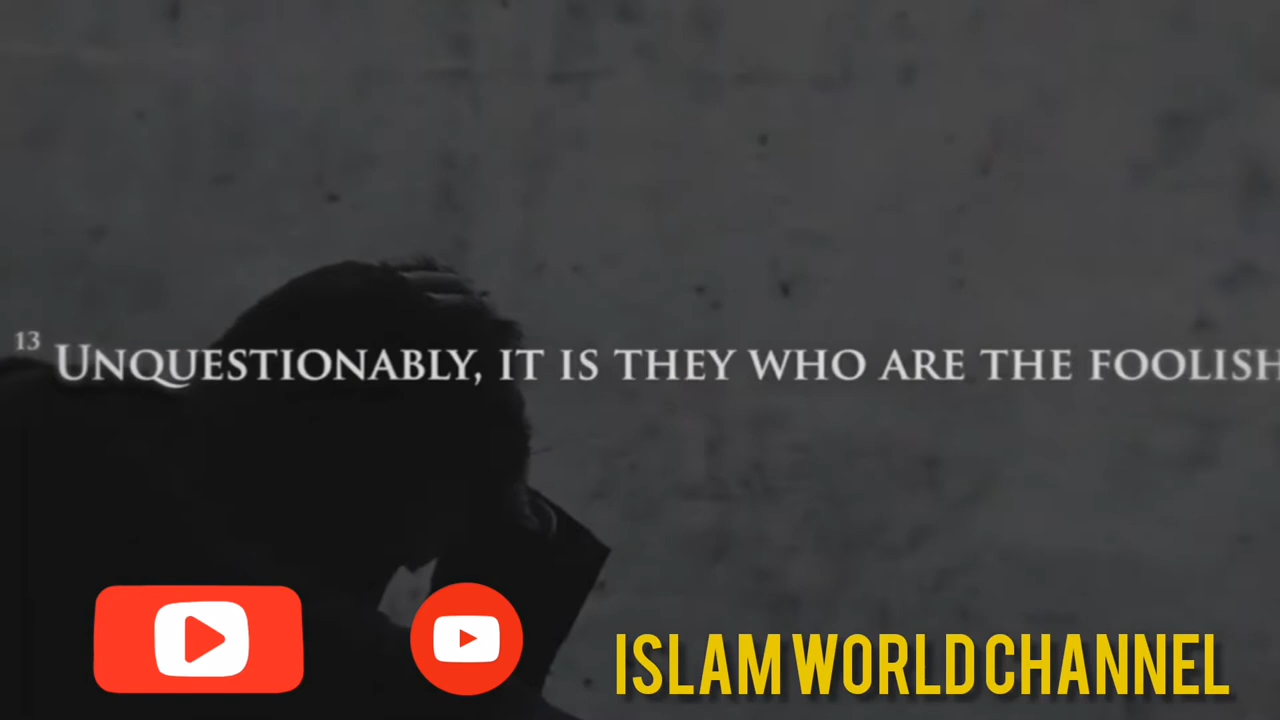 13 UNQUESTIONABLY, IT IS THEY WHO ARE THE FOOLISH
ISLAM WORLD CHANNEL